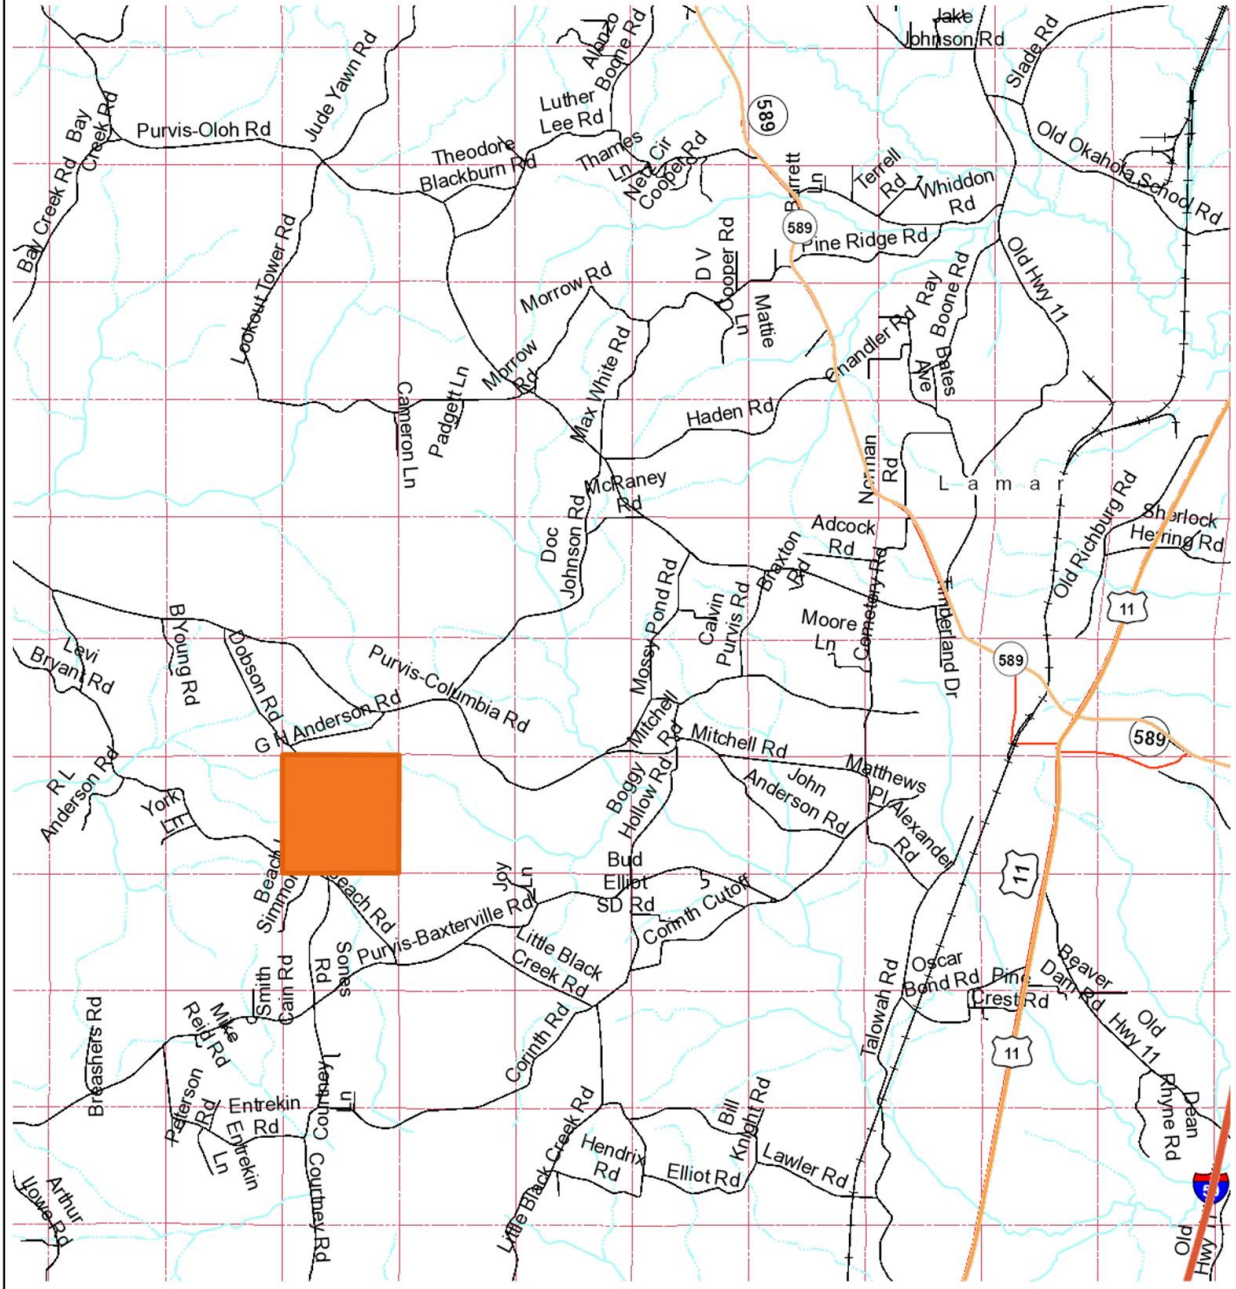 Jake
Johnson Rd
Slade Rd
Alonzo
Boone Rd
Jude Yawn Rd
Bay
Creek Rd
Purvis-Oloh Rd
Luther
Lee Rd
589
Old Okahola School Rd
Theodore
Blackburn Rd
Thames
Ln
Cooper Rd
Barrett
Ln
Terrell
Rd
Whiddon
Rd
Bay Creek Rd
Lookout Tower Rd
D V
Cooper Rd
589
Pine Ridge Rd
Old Hwy 11
Ray
Boone Rd
Morrow Rd
Mattie
Ln
Chandler Rd
Morrow
Rd
Max White Rd
Bates
Ave
Cameron Ln
Padgett Ln
Haden Rd
Norman
Rd
Lamar
McRaney
Rd
Doc
Johnson Rd
Adcock
Rd
Old Richburg Rd
Sherlock
Herring Rd
Braxton
Rd
11
Mossy Pond Rd
Calvin
Purvis Rd
Moore
Ln
Cemetery Rd
Timberland Dr
B Young Rd
Levi
Bryant Rd
Dobson Rd
Purvis-Columbia Rd
589
G H Anderson Rd
Mitchell
Rd
Mitchell Rd
589
R L
Anderson Rd
York
Ln
Boggy
Hollow Rd
John
Anderson Rd
Matthews
Pl
Alexander
Rd
Beach Rd
Joy
Ln
Bud
Elliot
SD Rd
11
Corinth Cutoff
Purvis-Baxterville Rd
Little Black
Creek Rd
Sones
Rd
Smith
Cain Rd
Oscar
Bond Rd
Pine
Crest Rd
Beaver
Dam Rd
Talowah Rd
Old
Hwy 11
Breashers Rd
Mike
Reid Rd
Corinth Rd
11
Peterson
Rd
Entrekin
Rd
Entrekin
Ln
Courtney
Ln
Bill
Knight Rd
Dean
Rhyne Rd
Hendrix
Rd
Elliot Rd
Lawler Rd
Little Black Creek Rd
Courtney Rd
Arthur
Lowe Rd
Old
Hwy 11